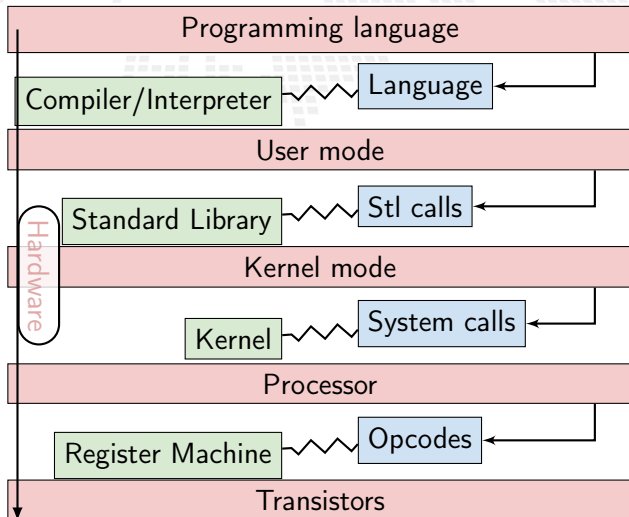 Programming language
Language
Compiler/Interpreter
User mode
Stl calls
Standard Library
Hardware
Kernel mode
System calls
Kernel
Processor
Opcodes
Register Machine
Transistors